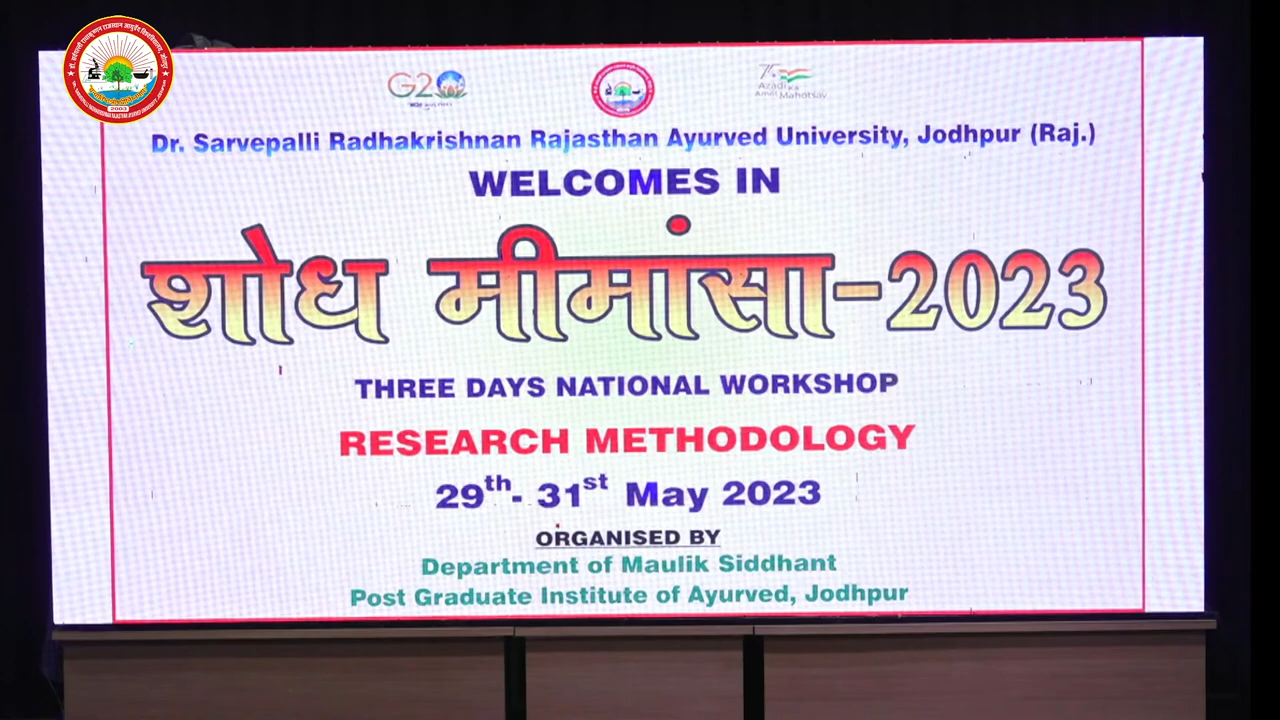 G20
75
Azadi Ka
Amrit Mahotsav
Dr. Sarvepalli Radhakrishnan Rajasthan Ayurved University, Jodhpur (Raj.)
WELCOMES IN
शोध मीमांसा-2023
THREE DAYS NATIONAL WORKSHOP
RESEARCH METHODOLOGY
29th- 31st May 2023
ORGANISED BY
Department of Maulik Siddhant
Post Graduate Institute of Ayurved, Jodhpur
2003